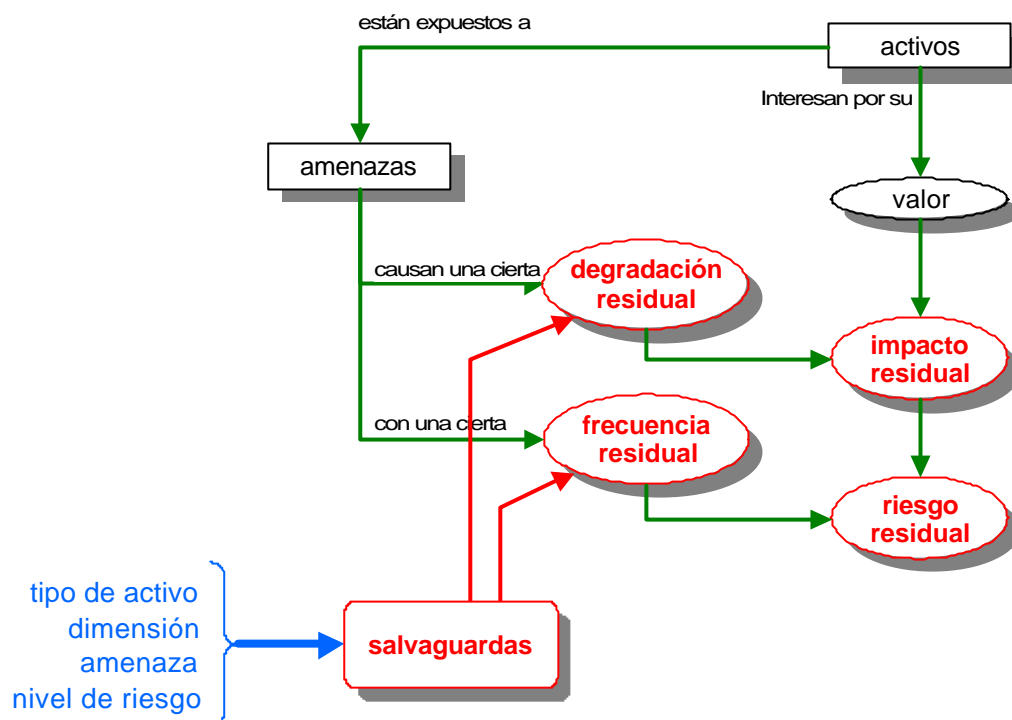 están expuestos a
activos
Interesan por su
amenazas
valor
causan una cierta
degradación
residual
impacto
residual
con una cierta
frecuencia
residual
riesgo
residual
tipo de activo
dimensión
amenaza
nivel de riesgo
salvaguardas